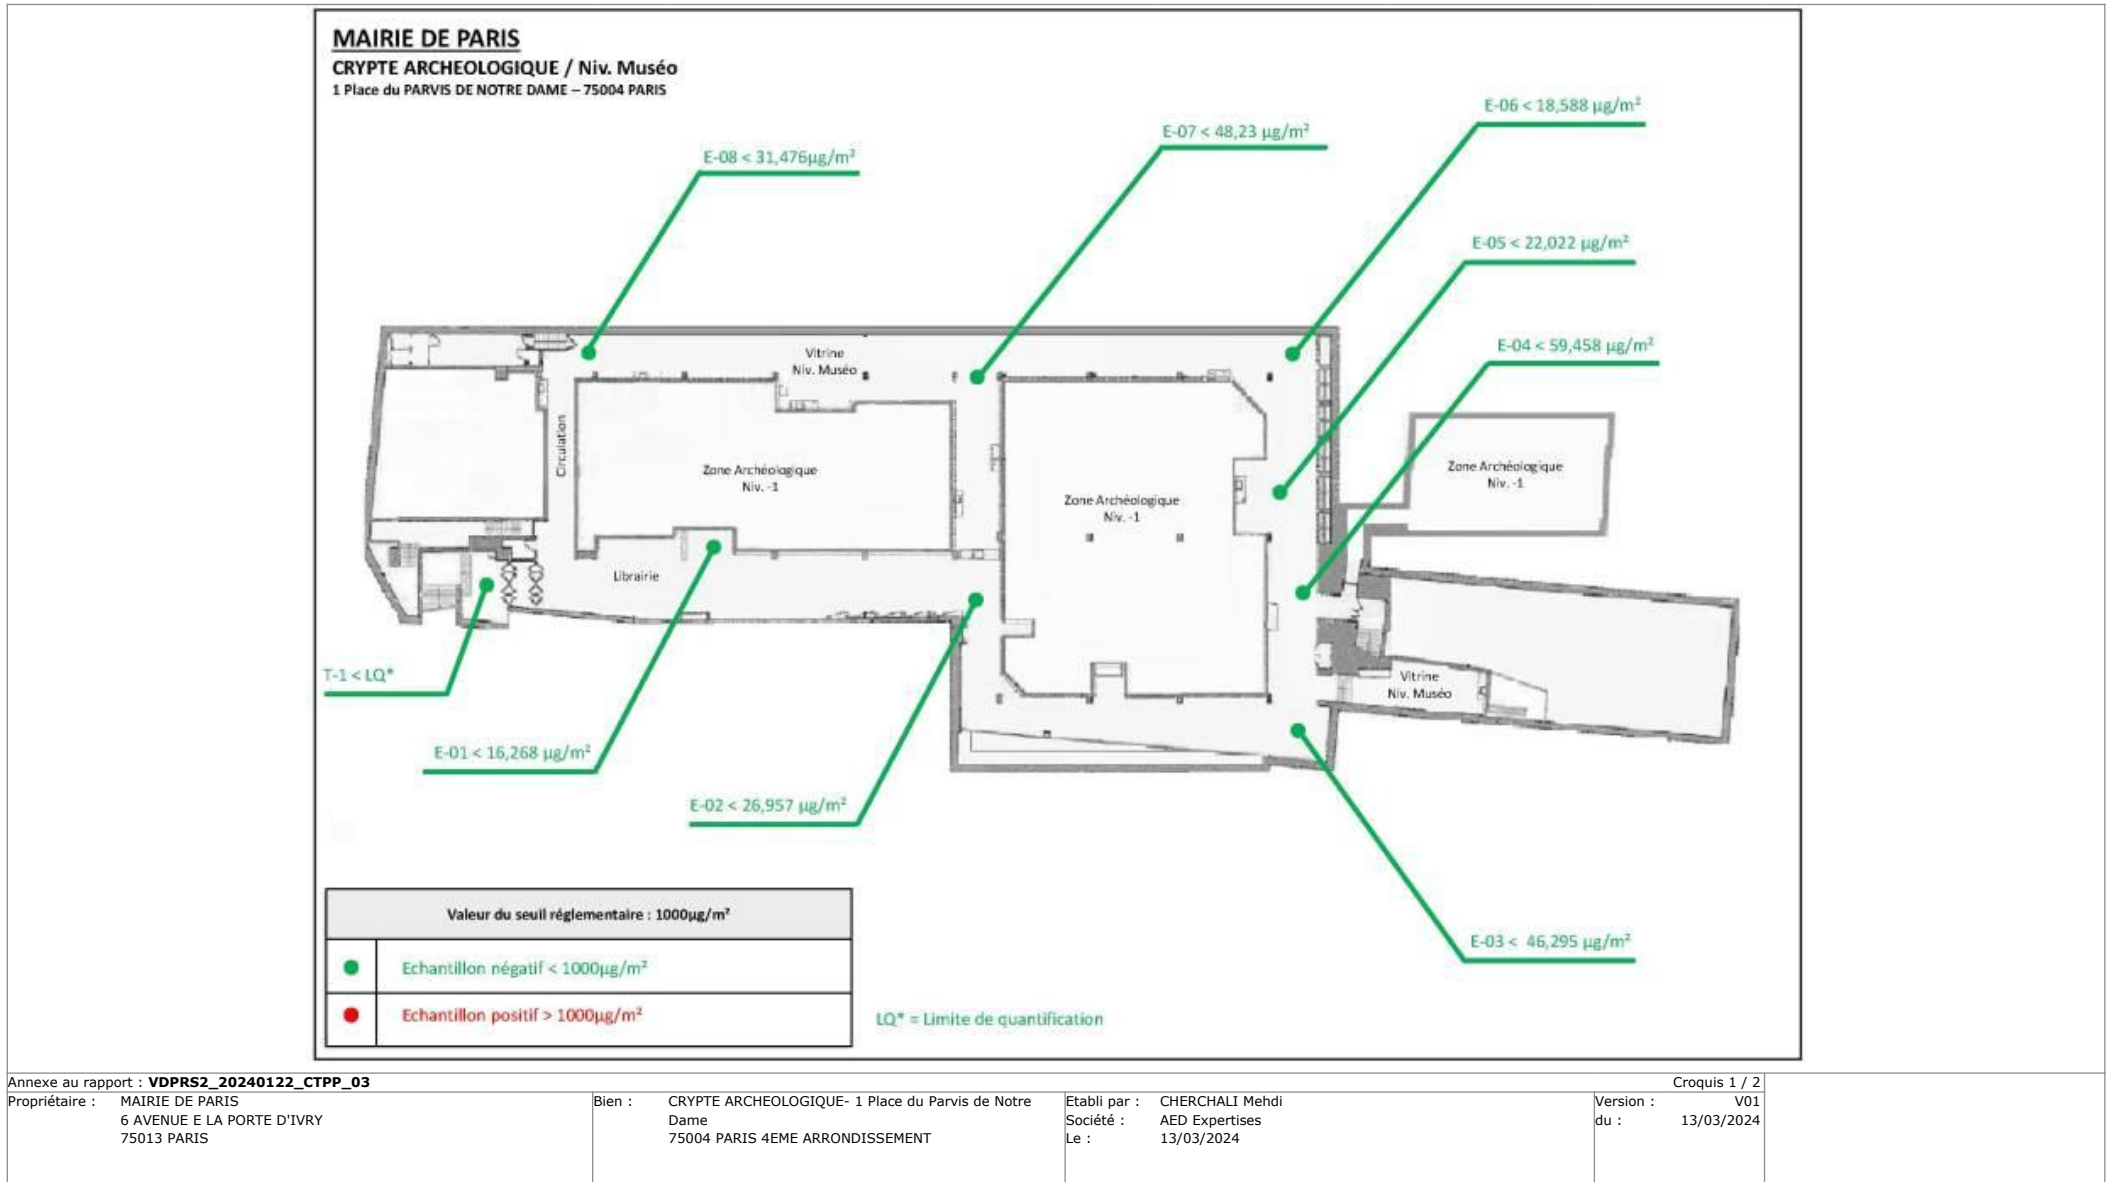 MAIRIE DE PARIS
CRYPTE ARCHEOLOGIQUE / Niv. Muséo
1 Place du PARVIS DE NOTRE DAME – 75004 PARIS
E-06 < 18,588 µg/m²
E-07 < 48,23 µg/m²
E-08 < 31,476µg/m²
E-05 < 22,022 µg/m²
E-04 < 59,458 µg/m²
Vitrine
Niv. Muséo
Circulation
Zone Archéologique
Niv. -1
Zone Archéologique
Niv. -1
Zone Archéologique
Niv. -1
Librairie
Vitrine
Niv. Muséo
T-1 < LQ*
E-01 < 16,268 µg/m²
E-02 < 26,957 µg/m²
E-03 < 46,295 µg/m²
Valeur du seuil réglementaire : 1000µg/m²
Echantillon négatif < 1000µg/m²
Echantillon positif > 1000µg/m²
LQ* = Limite de quantification
Annexe au rapport : VDPRS2_20240122_CTPP_03
Croquis 1 / 2
Propriétaire : MAIRIE DE PARIS
6 AVENUE E LA PORTE D'IVRY
75013 PARIS
Bien : CRYPTE ARCHEOLOGIQUE- 1 Place du Parvis de Notre
Dame
75004 PARIS 4EME ARRONDISSEMENT
Etabli par : CHERCHALI Mehdi
Société : AED Expertises
Le : 13/03/2024
Version : V01
du : 13/03/2024